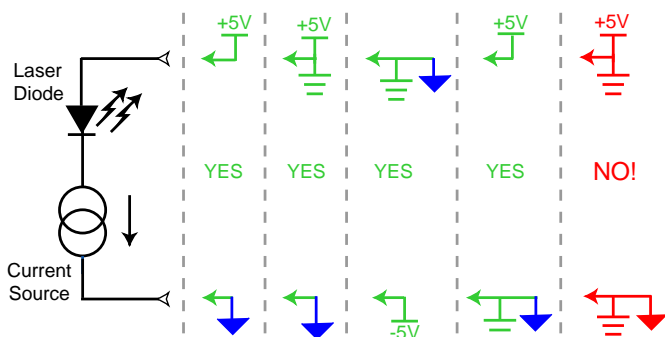 +5V +5V +5V +5V
Laser
Diode
YES YES YES YES NO!
Current
Source
-5V